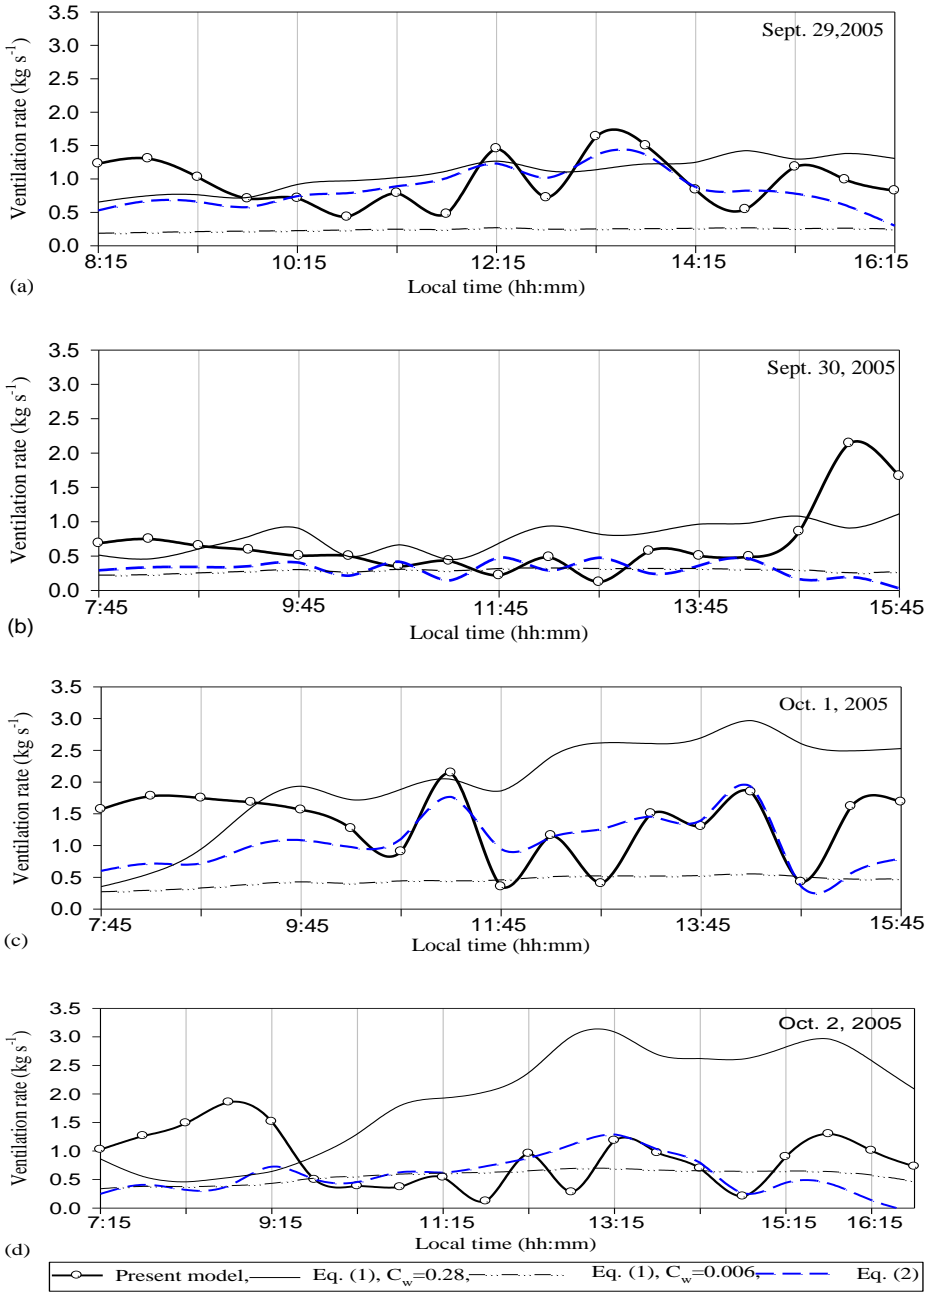 3.5
Sept. 29,2005
3.0
2.5
2.0
1.5
1.0
0.5
0.0
Ventilation rate (kg s-1)
8:15 10:15 12:15 14:15 16:15
(a)
Local time (hh:mm)
3.5
Sept. 30, 2005
3.0
2.5
2.0
1.5
1.0
0.5
0.0
Ventilation rate (kg s-1)
7:45 9:45 11:45 13:45 15:45
(b)
Local time (hh:mm)
3.5
Oct. 1, 2005
3.0
2.5
2.0
1.5
1.0
0.5
0.0
Ventilation rate (kg s-1)
7:45 9:45 11:45 13:45 15:45
(c)
Local time (hh:mm)
3.5
Oct. 2, 2005
3.0
2.5
2.0
1.5
1.0
0.5
0.0
Ventilation rate (kg s-1)
7:15 9:15 11:15 13:15 15:15 16:15
(d)
Local time (hh:mm)
Present model, Eq. (1), Cw=0.28, Eq. (1), Cw=0.006, Eq. (2)